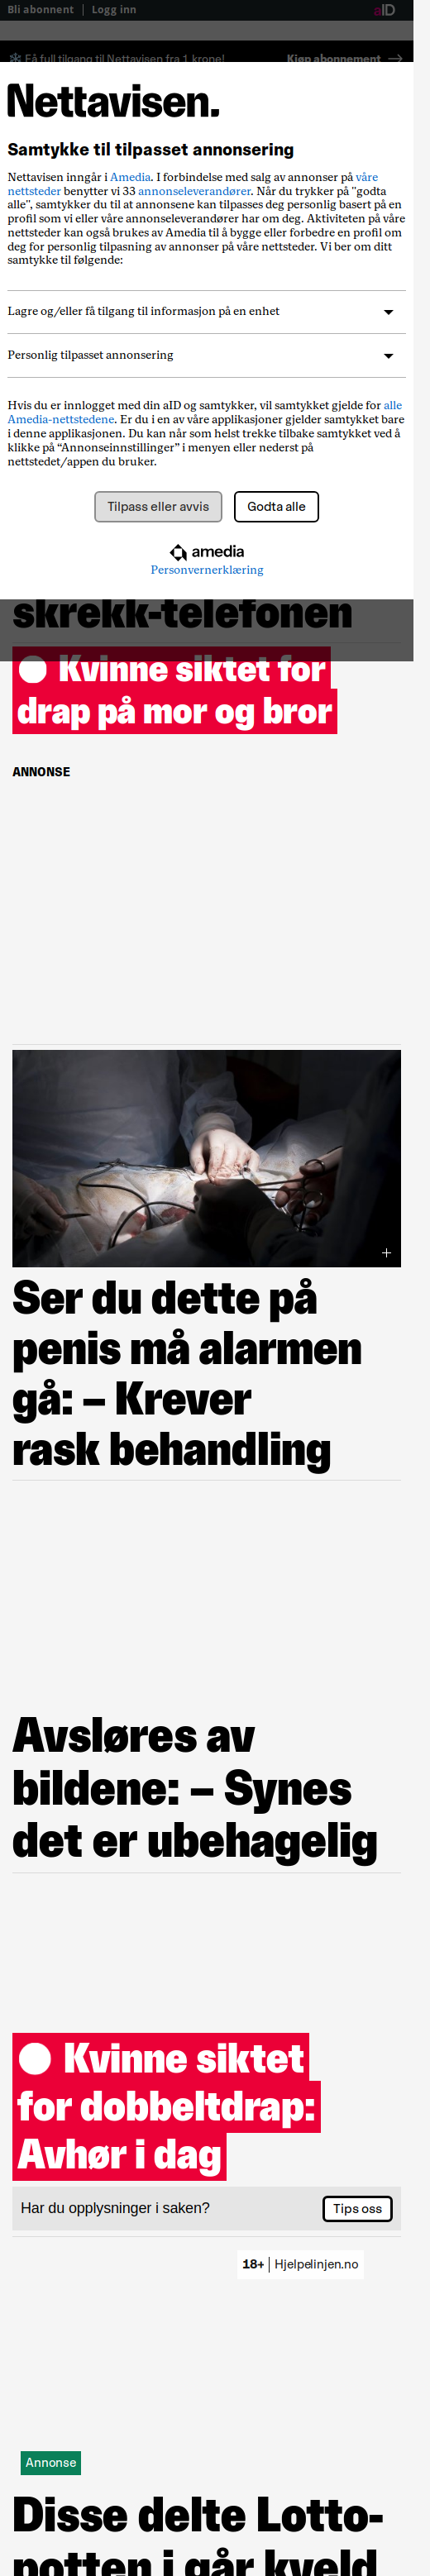 Bli abonnent | Logg inn
aID
Få full tilgang til Nettavisen fra 1 krone!
Kjøp abonnement
Nettavisen.
Samtykke til tilpasset annonsering
Nettavisen inngår i Amedia. I forbindelse med salg av annonser på våre
nettsteder benytter vi 33 annonseleverandører. Når du trykker på "godta
alle", samtykker du til at annonsene kan tilpasses deg personlig basert på en
profil som vi eller våre annonseleverandører har om deg. Aktiviteten på våre
nettsteder kan også brukes av Amedia til å bygge eller forbedre en profil om
deg for personlig tilpasning av annonser på våre nettsteder. Vi ber om ditt
samtykke til følgende:
Lagre og/eller få tilgang til informasjon på en enhet
Personlig tilpasset annonsering
Hvis du er innlogget med din aID og samtykker, vil samtykket gjelde for alle
Amedia-nettstedene. Er du i en av våre applikasjoner gjelder samtykket bare
i denne applikasjonen. Du kan når som helst trekke tilbake samtykket ved å
klikke på “Annonseinnstillinger” i menyen eller nederst på
nettstedet/appen du bruker.
Tilpass eller avvis
Godta alle
amedia
Personvernerklæring
skrekk-telefonen
Kvinne siktet for
drap på mor og bror
ANNONSE
Ser du dette på
penis må alarmen
gå: – Krever
rask behandling
Avsløres av
bildene: – Synes
det er ubehagelig
Kvinne siktet
for dobbeltdrap:
Avhør i dag
Har du opplysninger i saken?
Tips oss
18+ | Hjelpelinjen.no
Annonse
Disse delte Lotto-
potten i går kveld